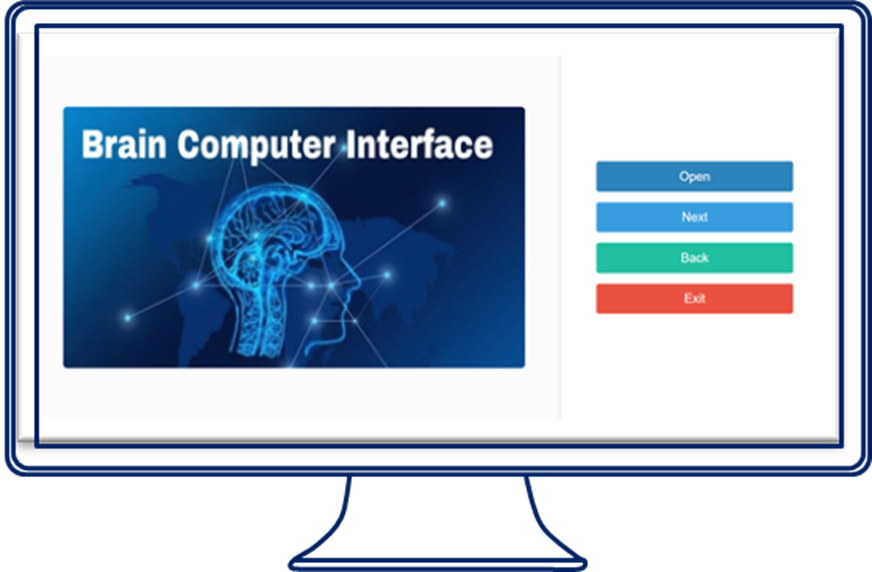 Brain Computer Interface
Open
Next
Back
Exit